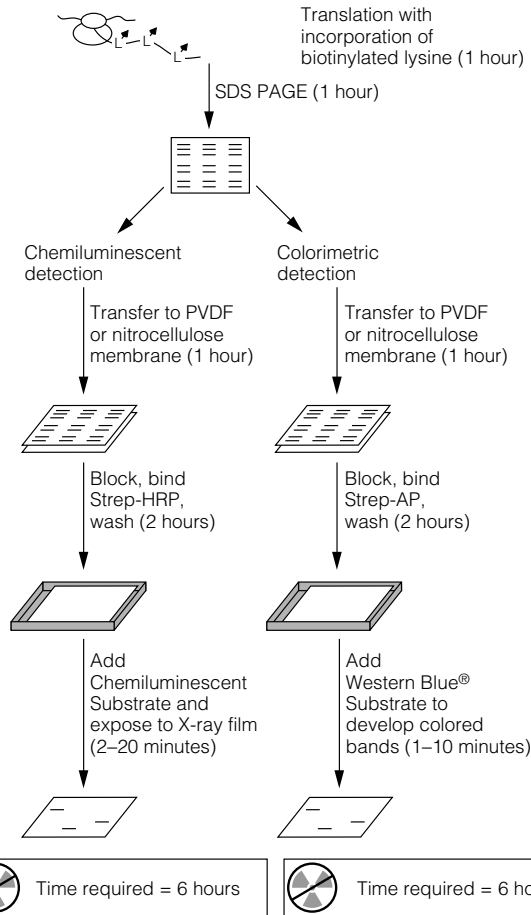 Translation with
incorporation of
biotinylated lysine (1 hour)
L L L
SDS PAGE (1 hour)
Chemiluminescent
detection
Colorimetric
detection
Transfer to PVDF
or nitrocellulose
membrane (1 hour)
Transfer to PVDF
or nitrocellulose
membrane (1 hour)
Block, bind
Strep-HRP,
wash (2 hours)
Block, bind
Strep-AP,
wash (2 hours)
Add
Chemiluminescent
Substrate and
expose to X-ray film
(2–20 minutes)
Add
Western Blue®
Substrate to
develop colored
bands (1–10 minutes)
Time required = 6 hours
Time required = 6 ho